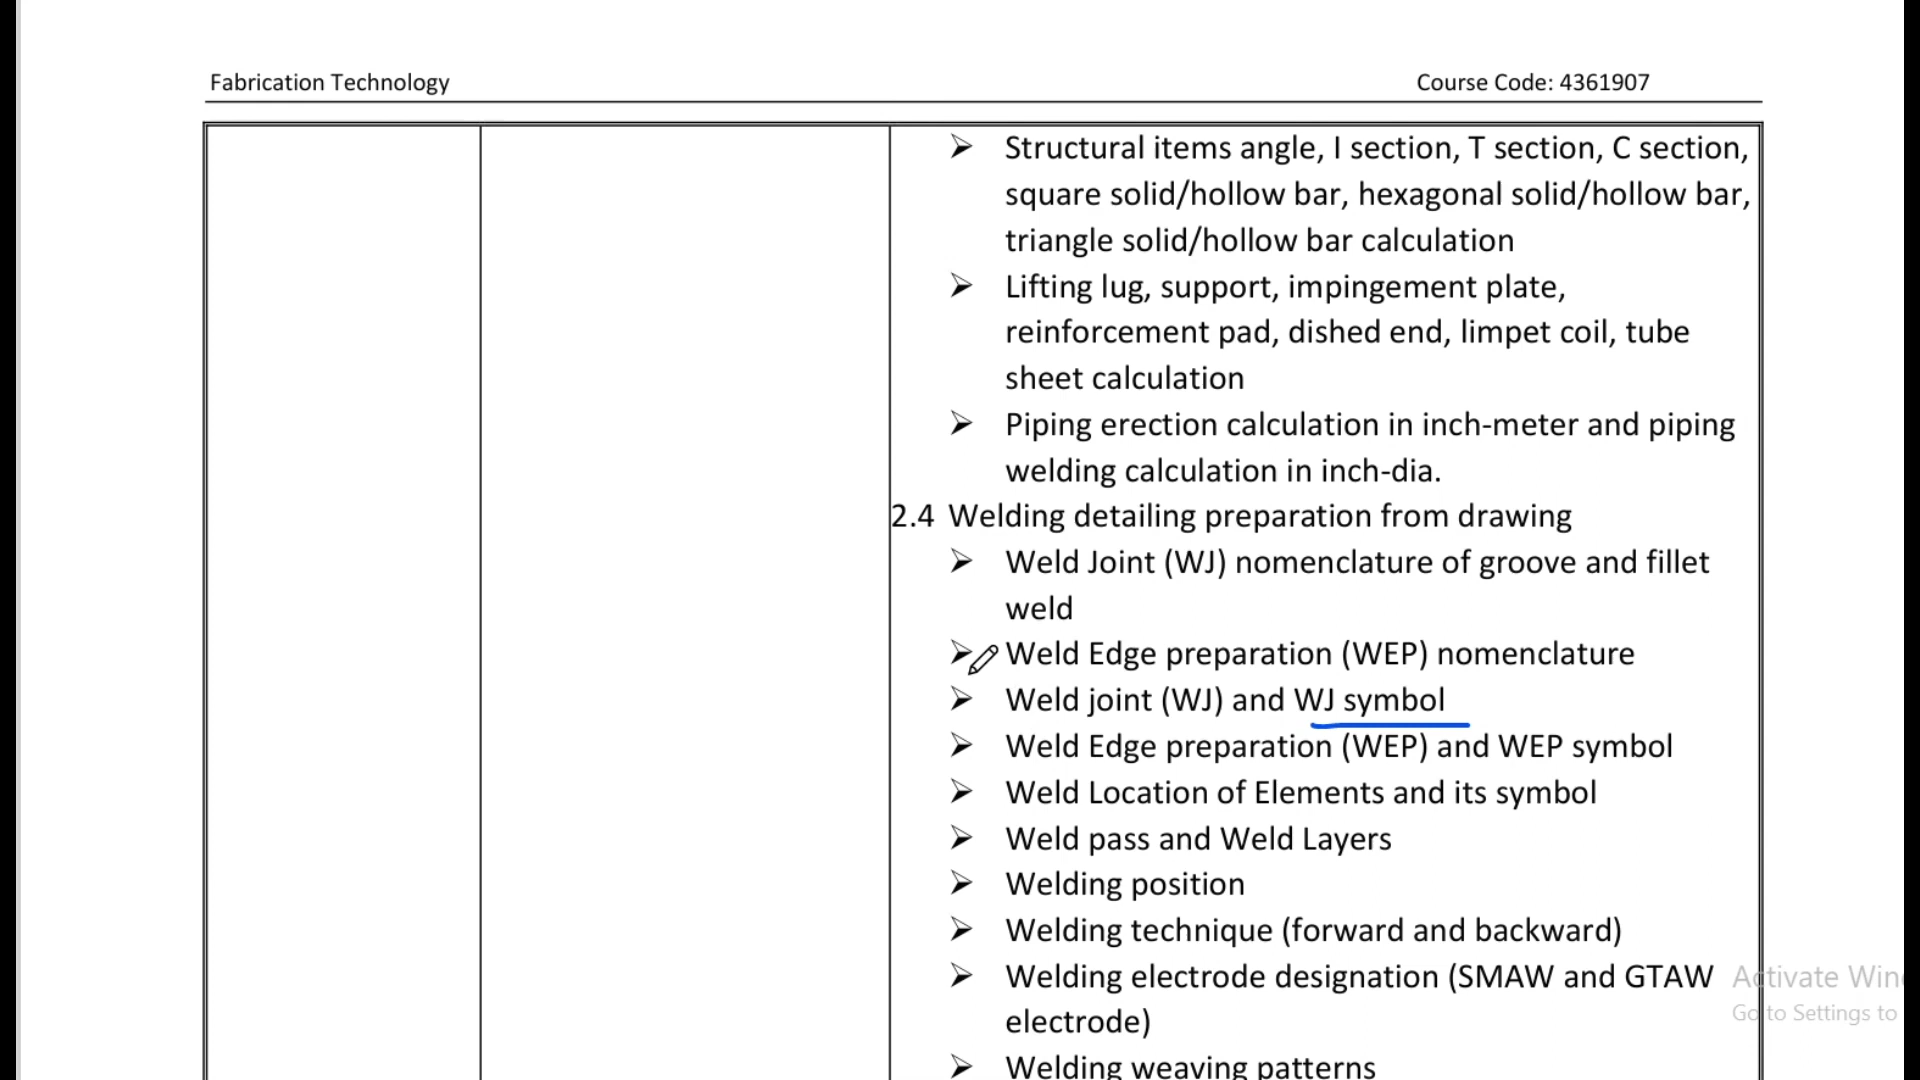 Fabrication Technology
Course Code: 4361907
➢ Structural items angle, I section, T section, C section,
square solid/hollow bar, hexagonal solid/hollow bar,
triangle solid/hollow bar calculation
➢ Lifting lug, support, impingement plate,
reinforcement pad, dished end, limpet coil, tube
sheet calculation
➢ Piping erection calculation in inch-meter and piping
welding calculation in inch-dia.
2.4 Welding detailing preparation from drawing
➢ Weld Joint (WJ) nomenclature of groove and fillet
weld
➢ Weld Edge preparation (WEP) nomenclature
➢ Weld joint (WJ) and WJ symbol
➢ Weld Edge preparation (WEP) and WEP symbol
➢ Weld Location of Elements and its symbol
➢ Weld pass and Weld Layers
➢ Welding position
➢ Welding technique (forward and backward)
➢ Welding electrode designation (SMAW and GTAW
electrode)
➢ Welding weaving patterns
Activate Win
Go to Settings to